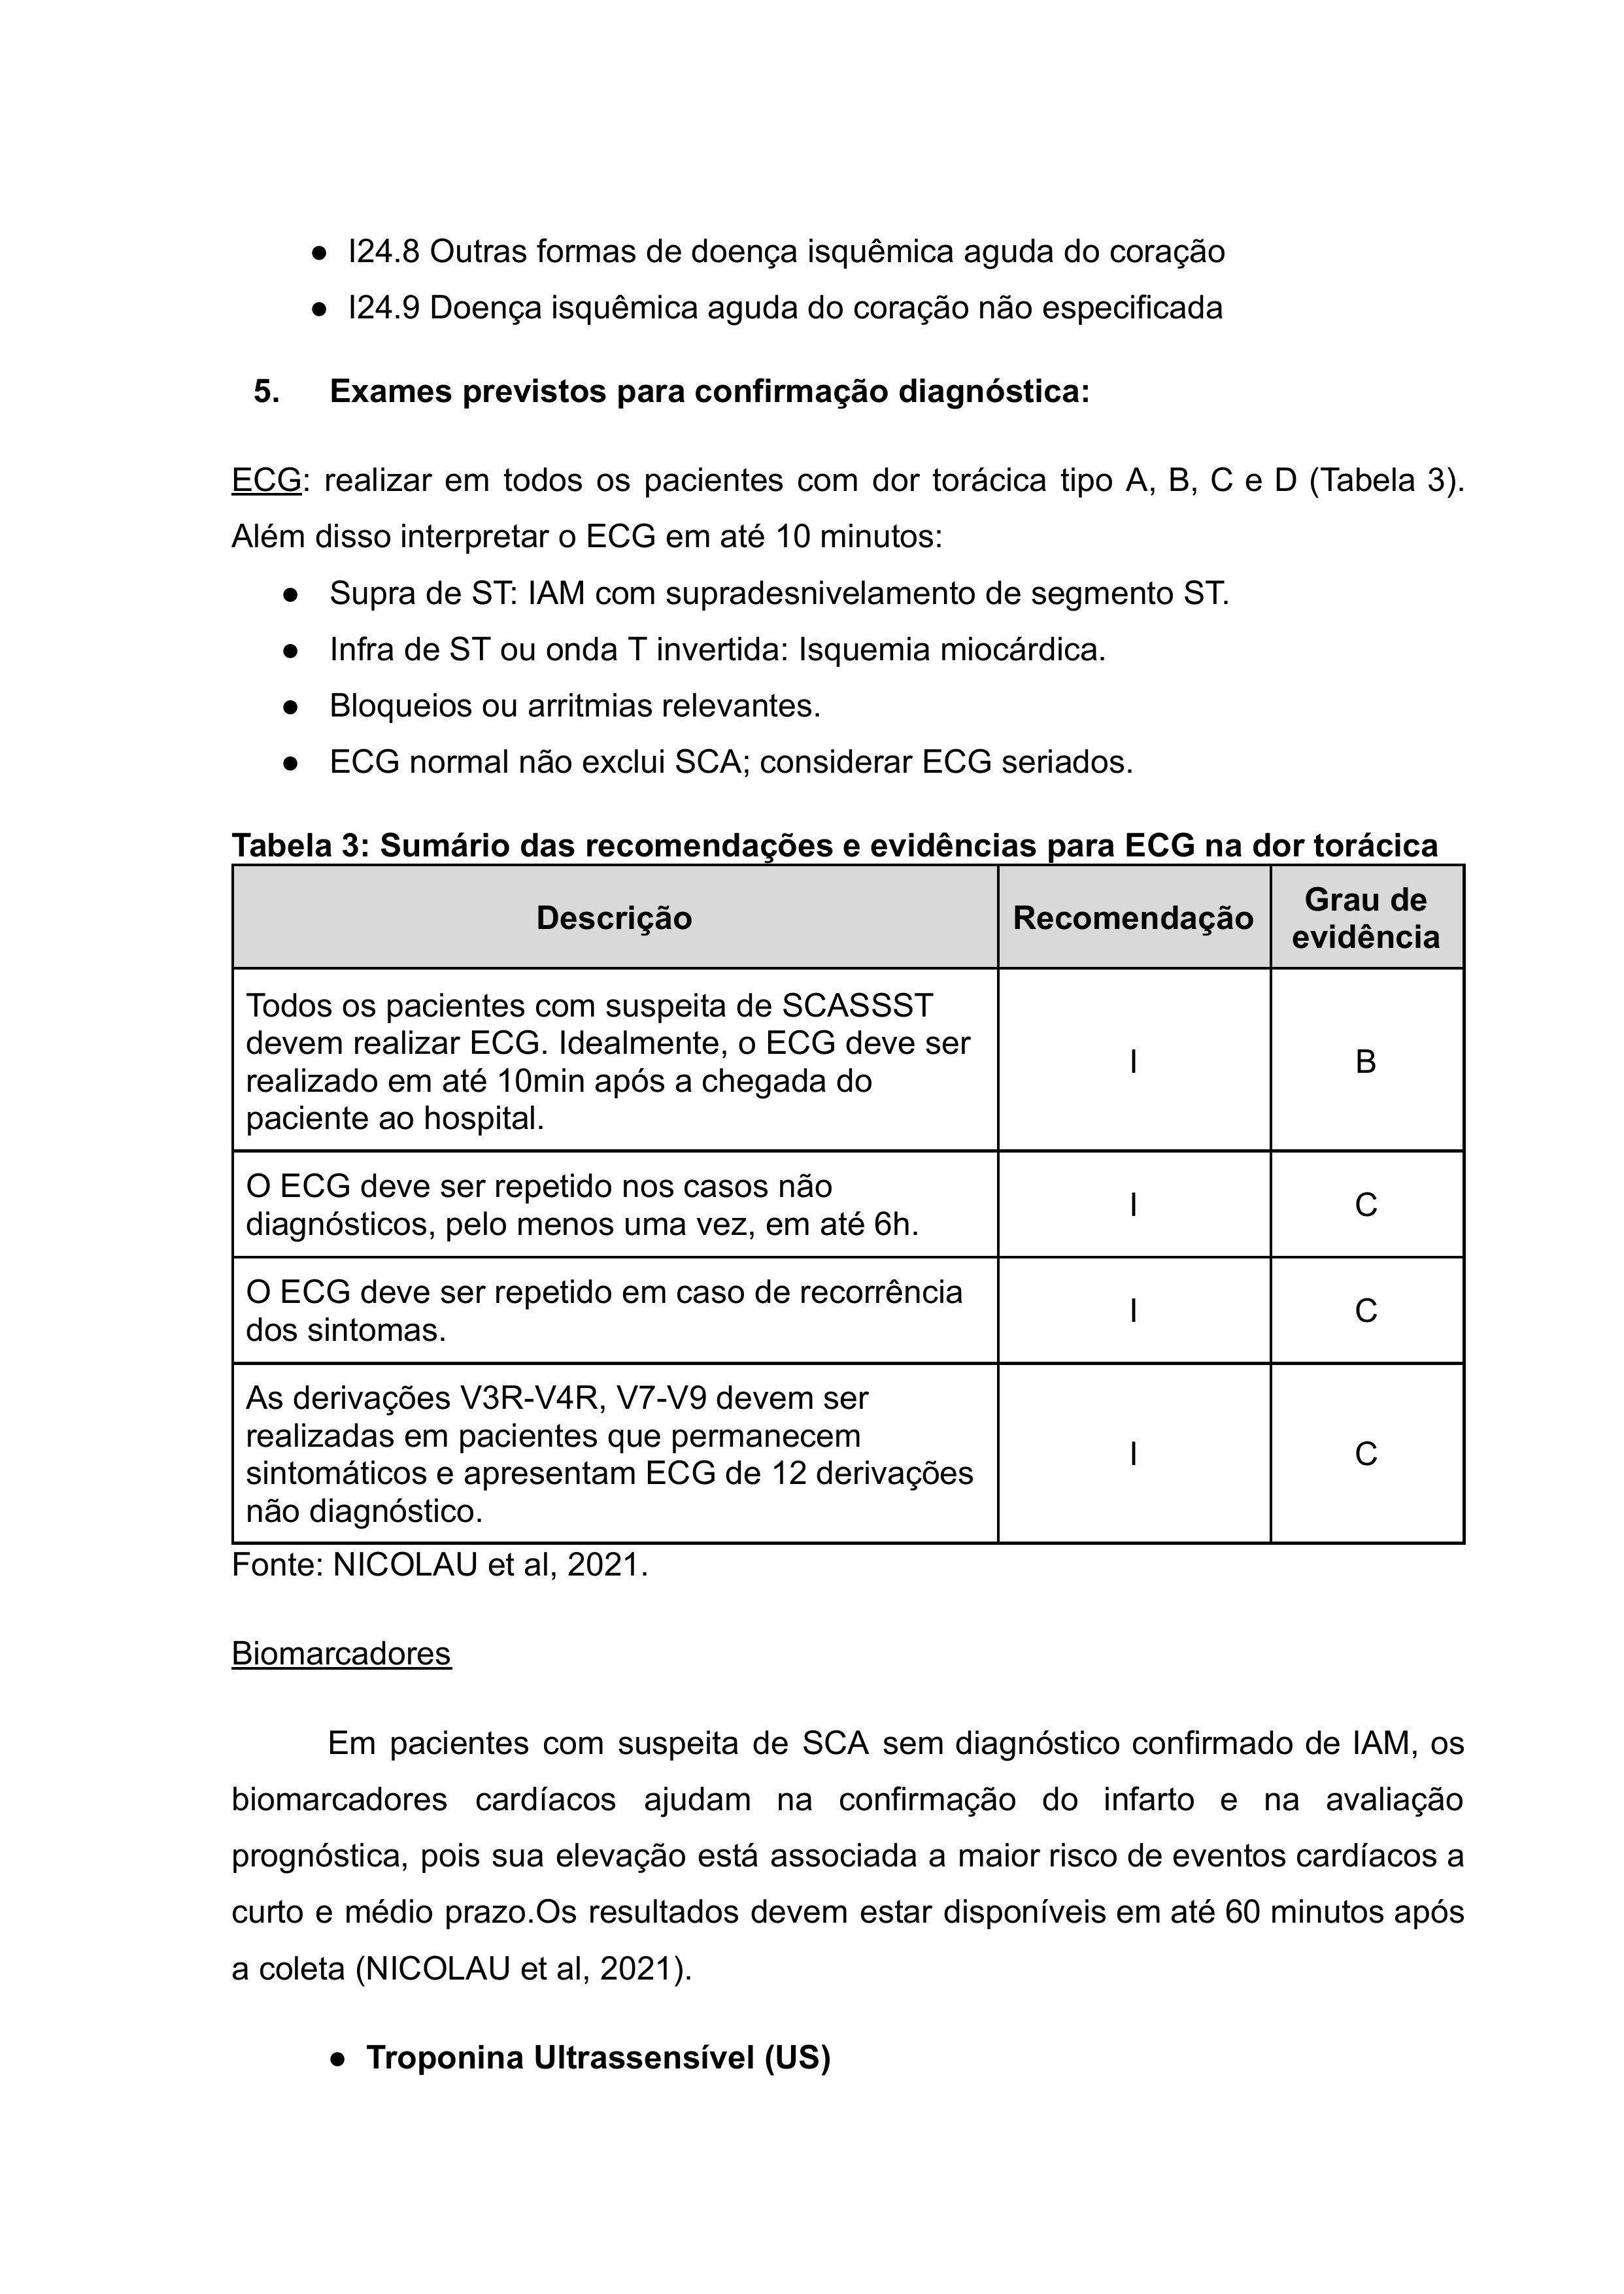 ● I24.8 Outras formas de doença isquêmica aguda do coração
● I24.9 Doença isquêmica aguda do coração não especificada
5. Exames previstos para confirmação diagnóstica:
ECG: realizar em todos os pacientes com dor torácica tipo A, B, C e D (Tabela 3).
Além disso interpretar o ECG em até 10 minutos:
● Supra de ST: IAM com supradesnivelamento de segmento ST.
● Infra de ST ou onda T invertida: Isquemia miocárdica.
● Bloqueios ou arritmias relevantes.
● ECG normal não exclui SCA; considerar ECG seriados.
Tabela 3: Sumário das recomendações e evidências para ECG na dor torácica
Descrição
Recomendação
Grau de
evidência
Todos os pacientes com suspeita de SCASSST
devem realizar ECG. Idealmente, o ECG deve ser
realizado em até 10min após a chegada do
paciente ao hospital.
I
B
O ECG deve ser repetido nos casos não
diagnósticos, pelo menos uma vez, em até 6h.
I
C
O ECG deve ser repetido em caso de recorrência
dos sintomas.
I
C
As derivações V3R-V4R, V7-V9 devem ser
realizadas em pacientes que permanecem
sintomáticos e apresentam ECG de 12 derivações
não diagnóstico.
I
C
Fonte: NICOLAU et al, 2021.
Biomarcadores
Em pacientes com suspeita de SCA sem diagnóstico confirmado de IAM, os
biomarcadores cardíacos ajudam na confirmação do infarto e na avaliação
prognóstica, pois sua elevação está associada a maior risco de eventos cardíacos a
curto e médio prazo.Os resultados devem estar disponíveis em até 60 minutos após
a coleta (NICOLAU et al, 2021).
● Troponina Ultrassensível (US)